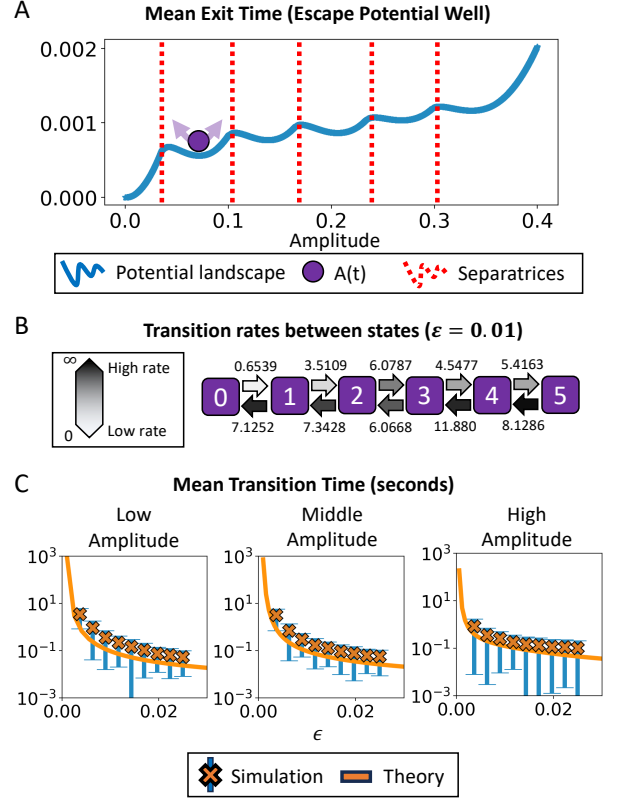 A
Mean Exit Time (Escape Potential Well)
0.002
0.001
0.000
0.0 0.1 0.2 0.3 0.4
Amplitude
Potential landscape A(t) Separatrices
B
Transition rates between states (ε = 0.01)
∞
High rate
Low rate
0
0.6539 3.5109 6.0787 4.5477 5.4163
0 1 2 3 4 5
7.1252 7.3428 6.0668 11.880 8.1286
C
Mean Transition Time (seconds)
Low Amplitude
Middle Amplitude
High Amplitude
10³ 10³ 10³
10¹ 10¹ 10¹
10⁻¹ 10⁻¹ 10⁻¹
10⁻³ 10⁻³ 10⁻³
0.00 0.02 0.00 0.02 0.00 0.02
ϵ
Simulation Theory